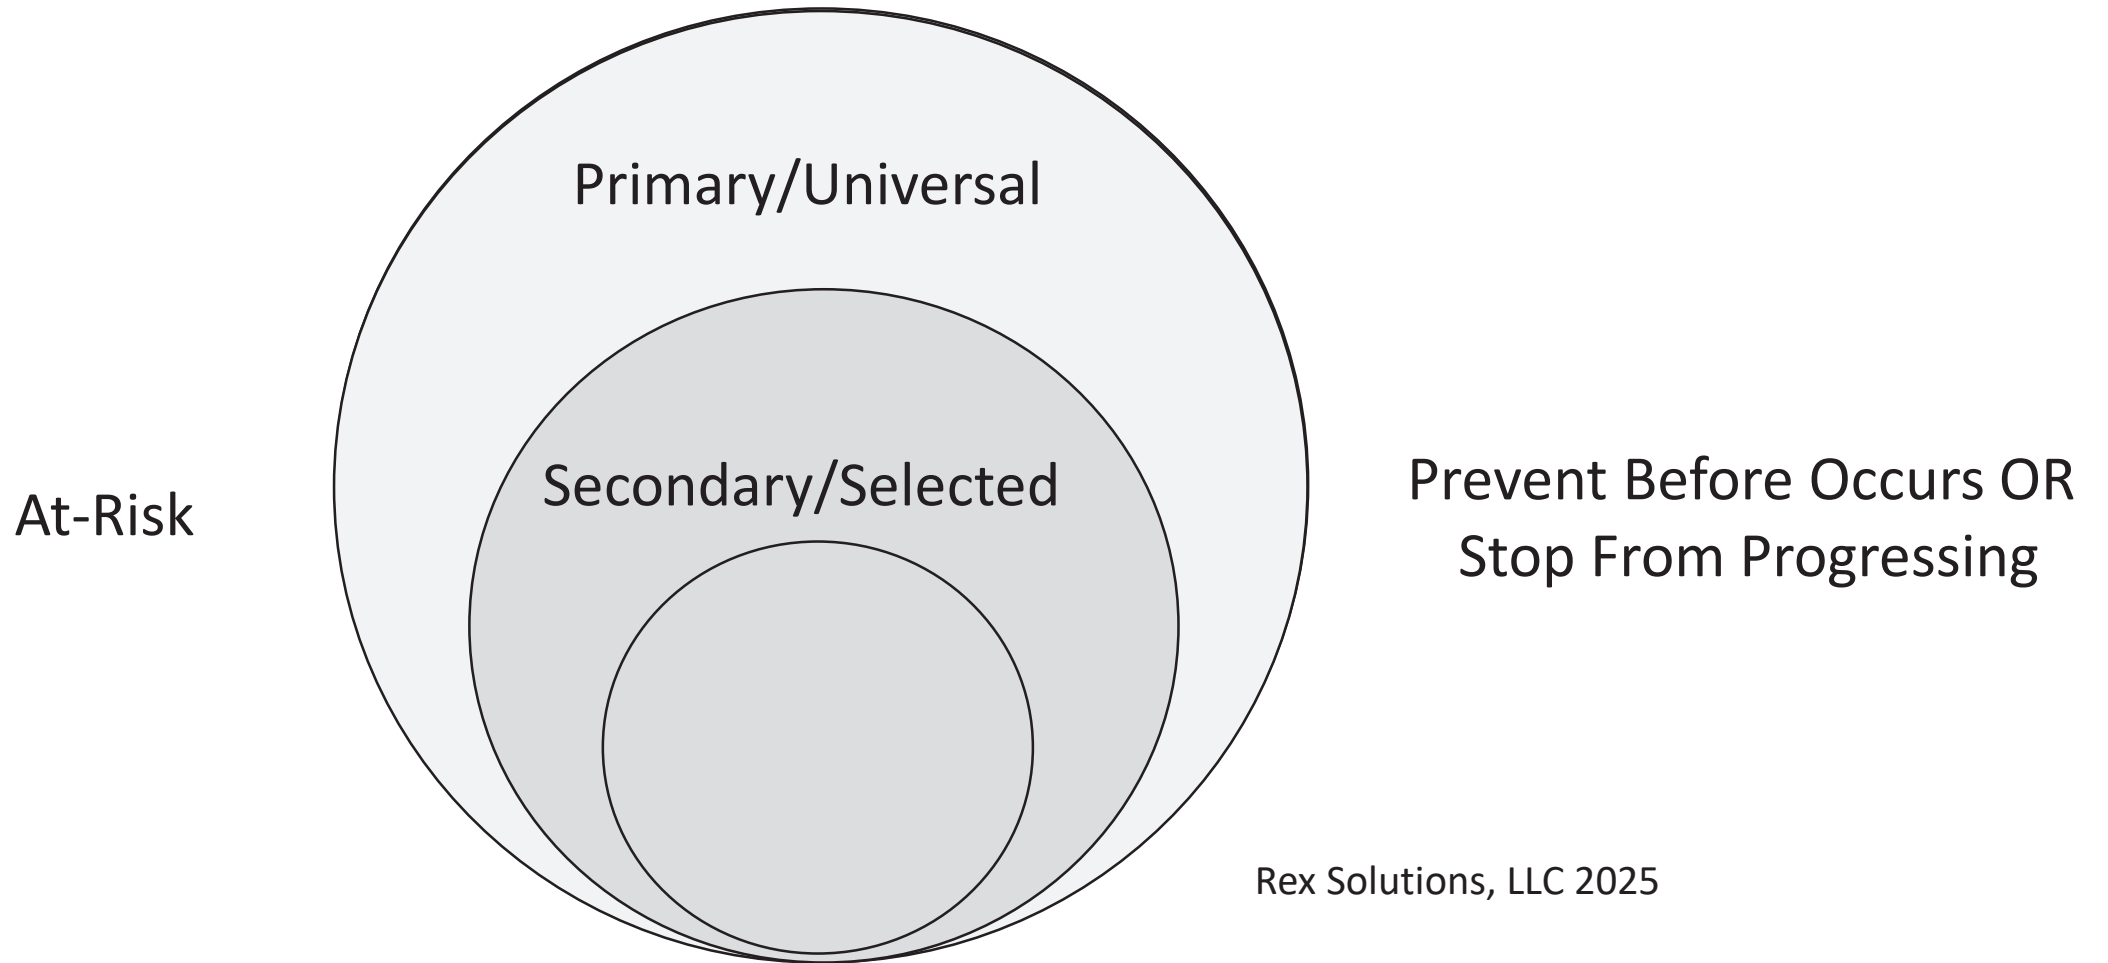 Primary/Universal
Secondary/Selected
At-Risk
Prevent Before Occurs OR
Stop From Progressing
Rex Solutions, LLC 2025